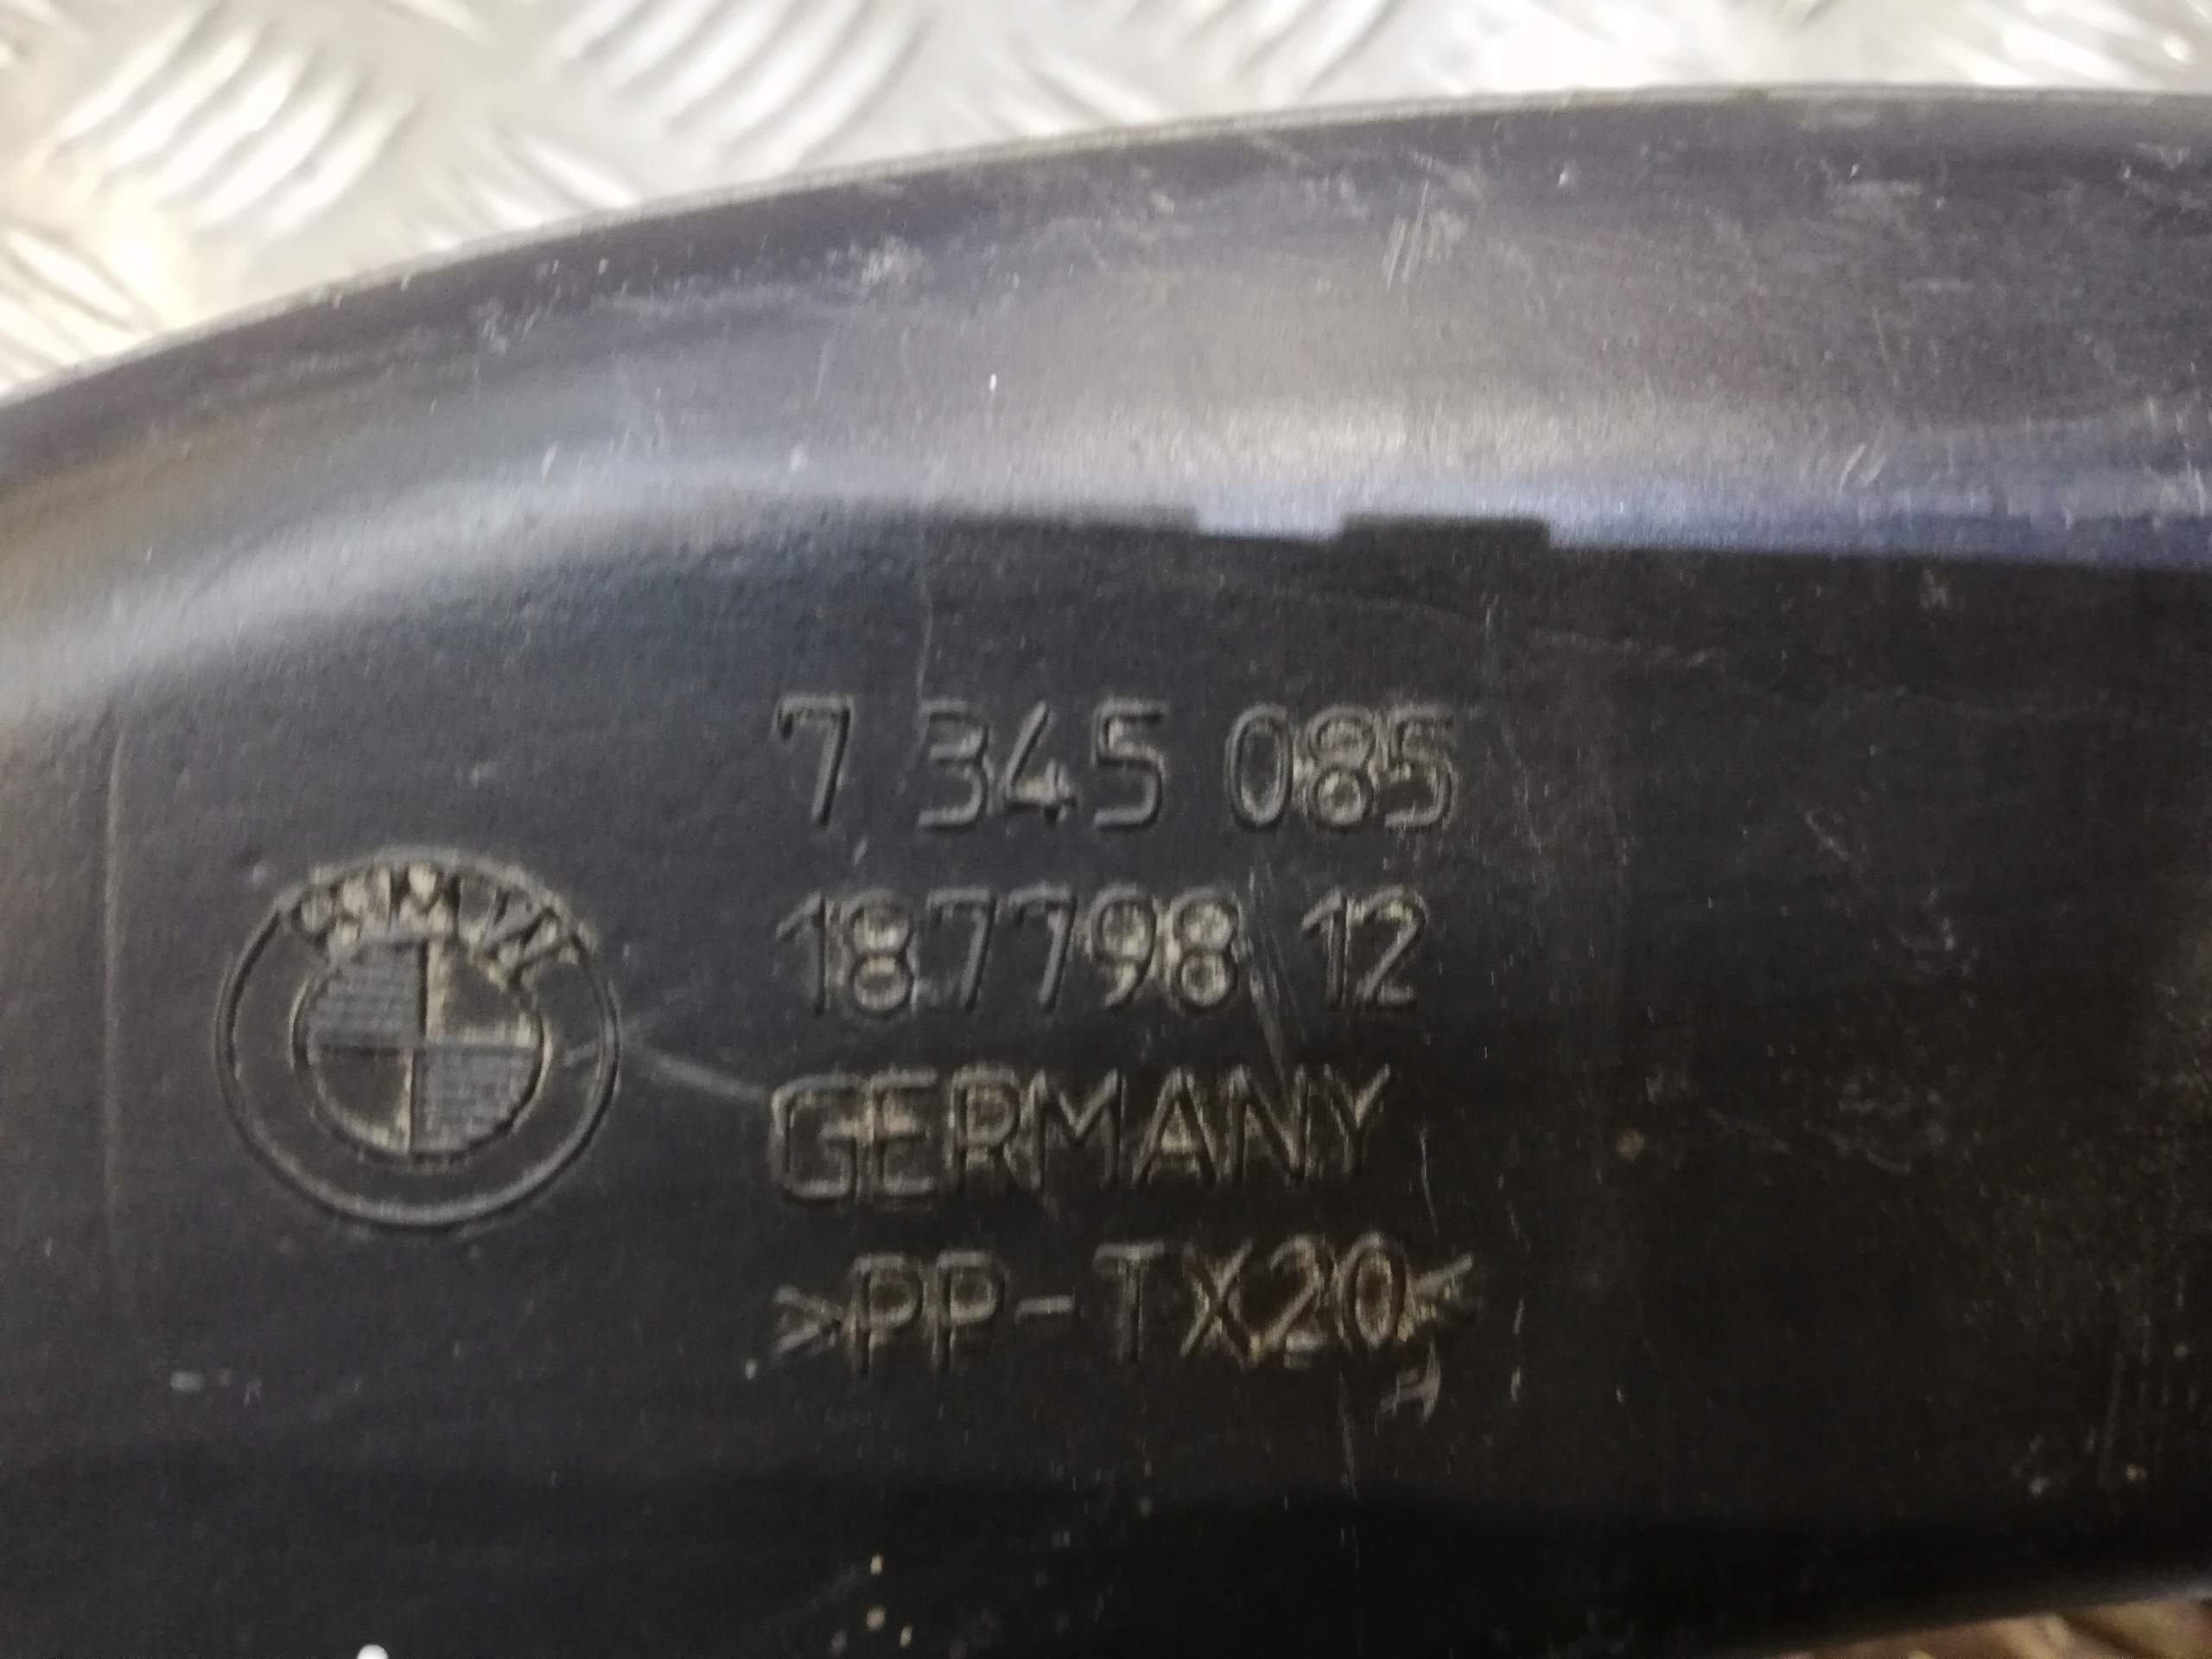 7 345 085
BMW
187798 12
GERMANY
>PP-TX20<